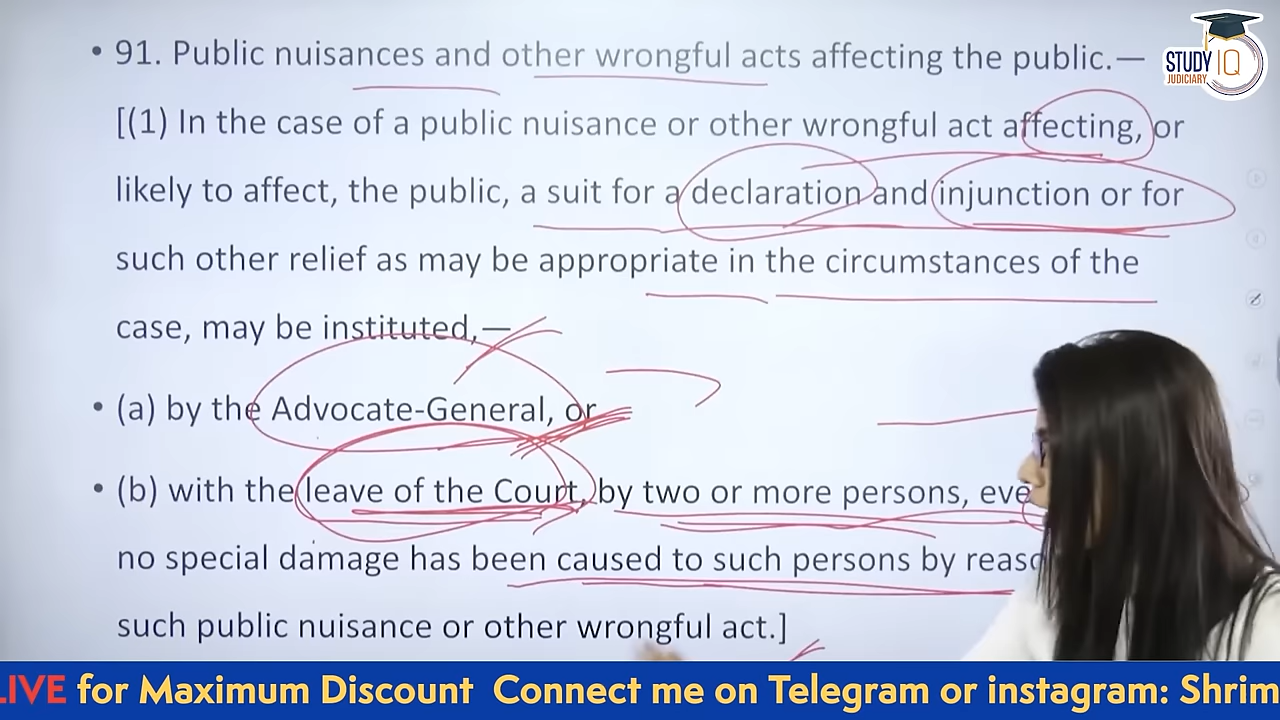 • 91. Public nuisances and other wrongful acts affecting the public.—
[(1) In the case of a public nuisance or other wrongful act affecting, or
likely to affect, the public, a suit for a declaration and injunction or for
such other relief as may be appropriate in the circumstances of the
case, may be instituted,—
• (a) by the Advocate-General, or
• (b) with the leave of the Court, by two or more persons,
no special damage has been caused to such persons by
such public nuisance or other wrongful act.]
STUDY IQ
JUDICIARY
LIVE for Maximum Discount Connect me on Telegram or instagram: